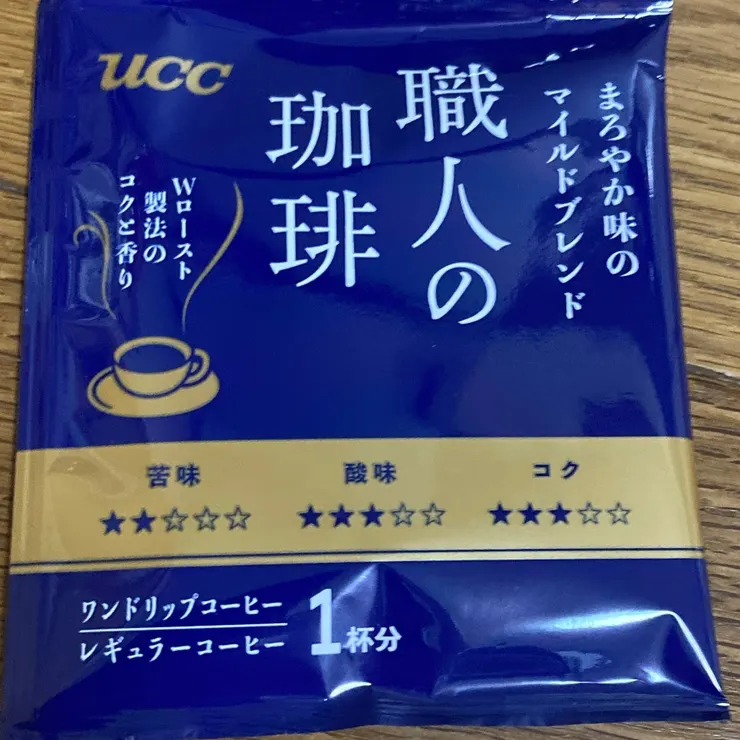 UCC
まろやか味の
マイルドブレンド
職人の
珈琲
Wロースト
製法の
コクと香り
苦味
★★☆☆☆
酸味
★★★☆☆
コク
★★★☆☆
ワンドリップコーヒー
レギュラーコーヒー
1杯分